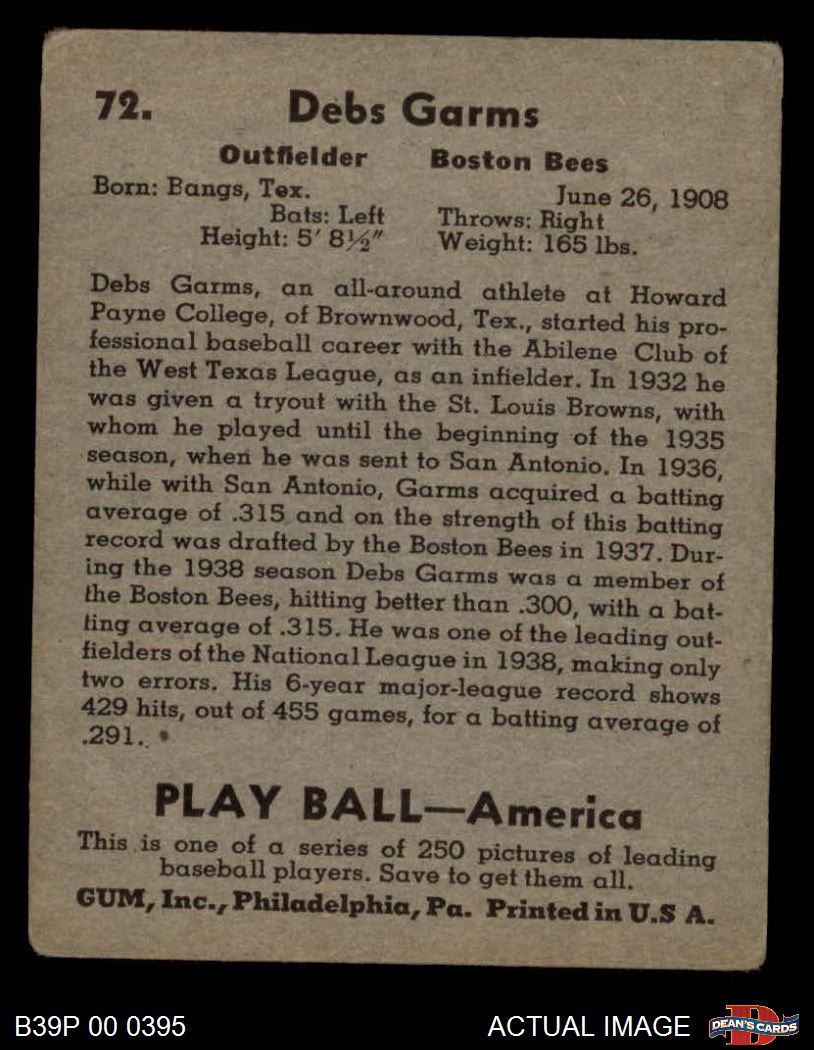 72. Debs Garms
Outfielder Boston Bees
Born: Bangs, Tex. June 26, 1908
Bats: Left Throws: Right
Height: 5' 8½" Weight: 165 lbs.
Debs Garms, an all-around athlete at Howard
Payne College, of Brownwood, Tex., started his pro-
fessional baseball career with the Abilene Club of
the West Texas League, as an infielder. In 1932 he
was given a tryout with the St. Louis Browns, with
whom he played until the beginning of the 1935
season, when he was sent to San Antonio. In 1936,
while with San Antonio, Garms acquired a batting
average of .315 and on the strength of this batting
record was drafted by the Boston Bees in 1937. Dur-
ing the 1938 season Debs Garms was a member of
the Boston Bees, hitting better than .300, with a bat-
ting average of .315. He was one of the leading out-
fielders of the National League in 1938, making only
two errors. His 6-year major-league record shows
429 hits, out of 455 games, for a batting average of
.291.
PLAY BALL—America
This is one of a series of 250 pictures of leading
baseball players. Save to get them all.
GUM, Inc., Philadelphia, Pa. Printed in U.S A.
B39P 00 0395 ACTUAL IMAGE DEAN'S CARDS